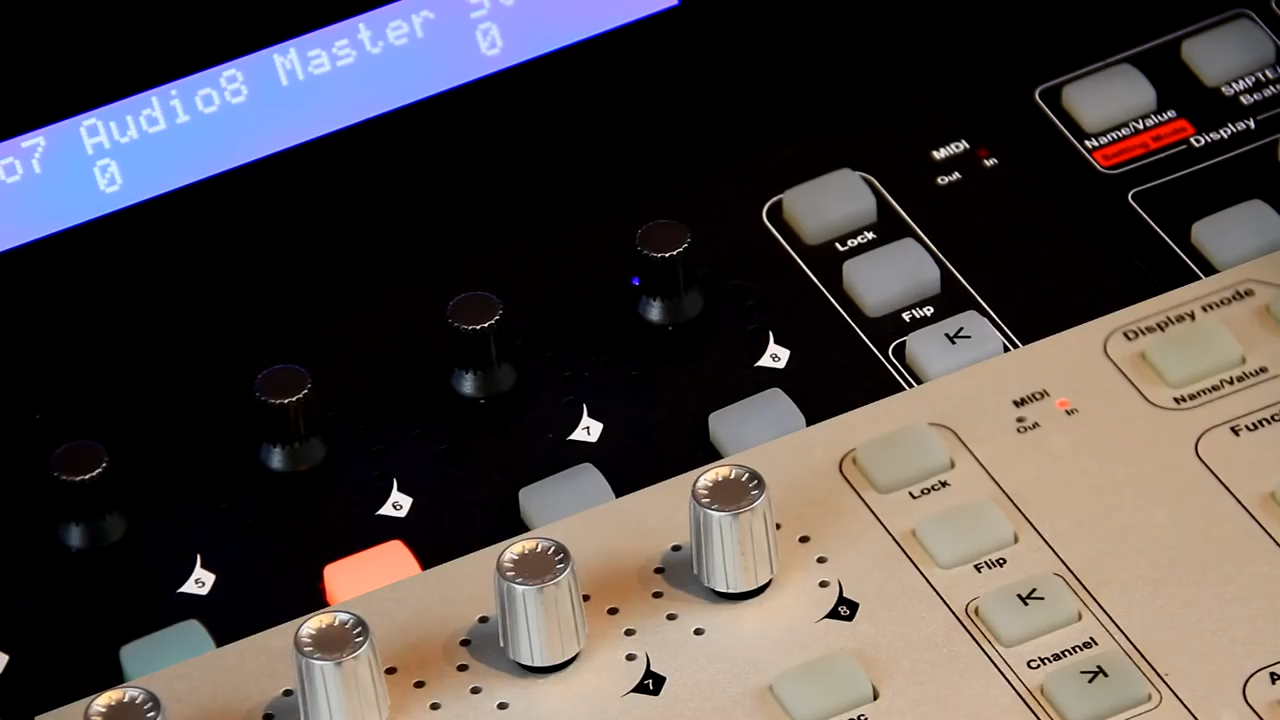 o7 Audio8 Master
0 0
Name/Value
Setting Mode
SMPTE/
Beats
Display
MIDI
Out In
Lock
Flip
8
7
6
5
Display mode
Name/Value
MIDI
Out In
Func
Lock
Flip
Channel
8
7